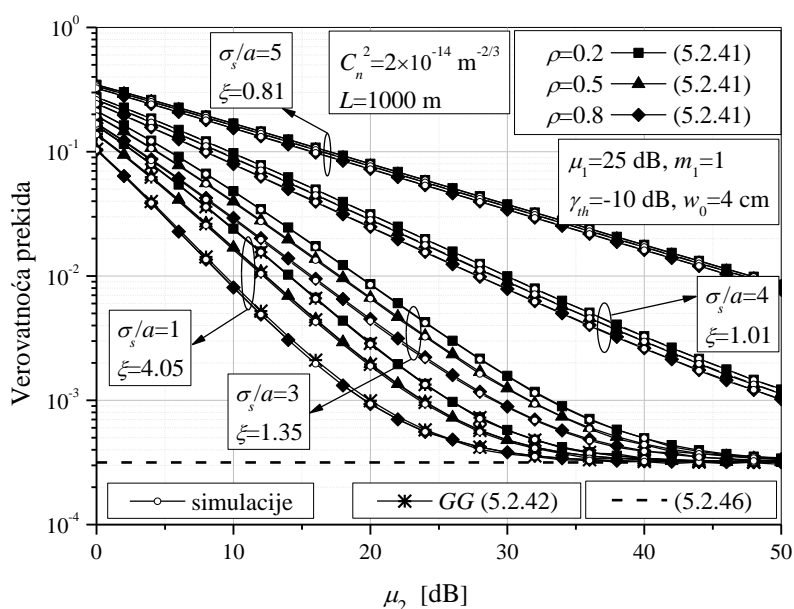 10⁰
10⁻¹
10⁻²
10⁻³
10⁻⁴
Verovatnoća prekida
σₛ/a=5
ξ=0.81
Cₙ²=2×10⁻¹⁴ m⁻²/³
L=1000 m
ρ=0.2 (5.2.41)
ρ=0.5 (5.2.41)
ρ=0.8 (5.2.41)
μ₁=25 dB, m₁=1
γₜₕ=-10 dB, w₀=4 cm
σₛ/a=4
ξ=1.01
σₛ/a=1
ξ=4.05
σₛ/a=3
ξ=1.35
simulacije
GG (5.2.42)
(5.2.46)
0 10 20 30 40 50
μ₂ [dB]